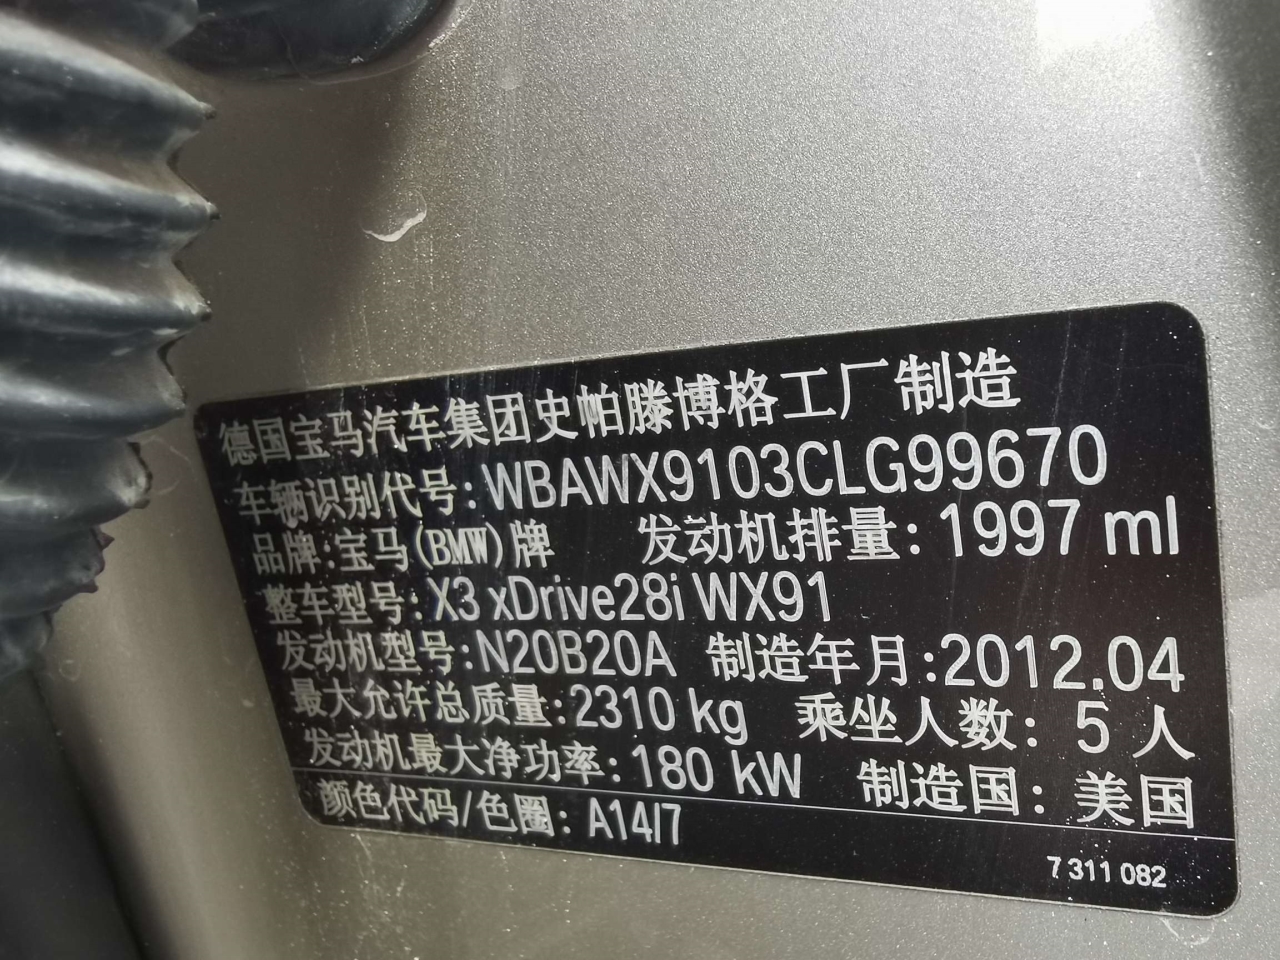 德国宝马汽车集团史帕滕博格工厂制造
车辆识别代号:WBAWX9103CLG99670
品牌:宝马(BMW)牌 发动机排量:1997 ml
整车型号:X3 xDrive28i WX91
发动机型号:N20B20A 制造年月:2012.04
最大允许总质量:2310 kg 乘坐人数: 5 人
发动机最大净功率:180 kW 制造国: 美国
颜色代码/色圈: A14/7
7 311 082